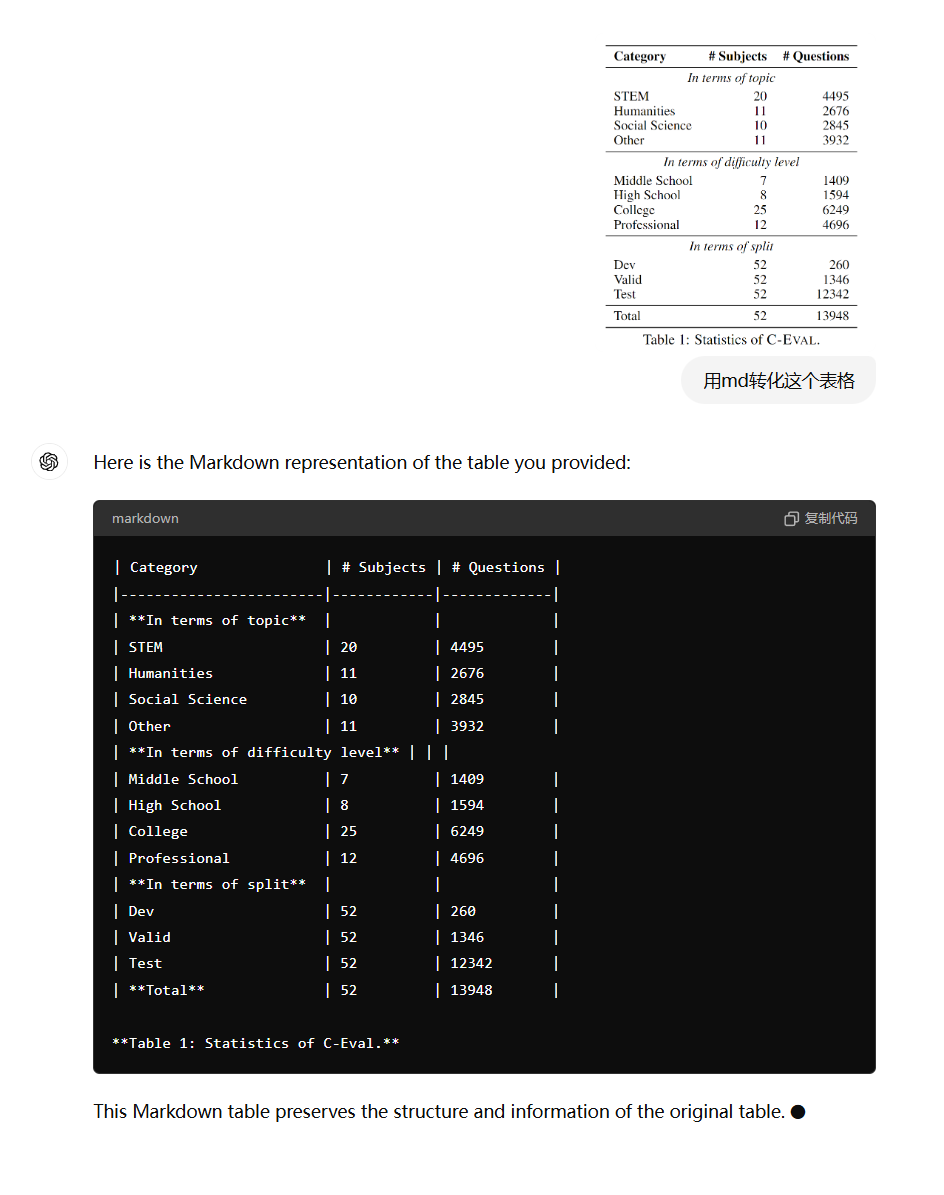 Category # Subjects # Questions
In terms of topic
STEM 20 4495
Humanities 11 2676
Social Science 10 2845
Other 11 3932
In terms of difficulty level
Middle School 7 1409
High School 8 1594
College 25 6249
Professional 12 4696
In terms of split
Dev 52 260
Valid 52 1346
Test 52 12342
Total 52 13948
Table 1: Statistics of C-EVAL.
用md转化这个表格
Here is the Markdown representation of the table you provided:
markdown 复制代码
| Category | # Subjects | # Questions |
|------------------------|------------|-------------|
| **In terms of topic** | | |
| STEM | 20 | 4495 |
| Humanities | 11 | 2676 |
| Social Science | 10 | 2845 |
| Other | 11 | 3932 |
| **In terms of difficulty level** | | |
| Middle School | 7 | 1409 |
| High School | 8 | 1594 |
| College | 25 | 6249 |
| Professional | 12 | 4696 |
| **In terms of split** | | |
| Dev | 52 | 260 |
| Valid | 52 | 1346 |
| Test | 52 | 12342 |
| **Total** | 52 | 13948 |
**Table 1: Statistics of C-Eval.**
This Markdown table preserves the structure and information of the original table.